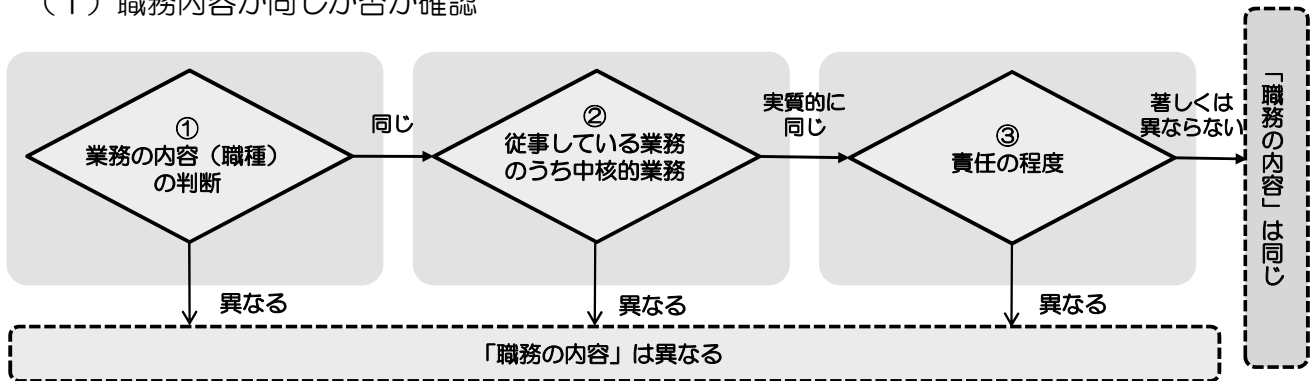 （１）職務内容が同じか否か確認
①
業務の内容（職種）
の判断
同じ
②
従事している業務
のうち中核的業務
実質的に
同じ
③
責任の程度
著しくは
異ならない
「職務の内容」は同じ
異なる
異なる
異なる
「職務の内容」は異なる